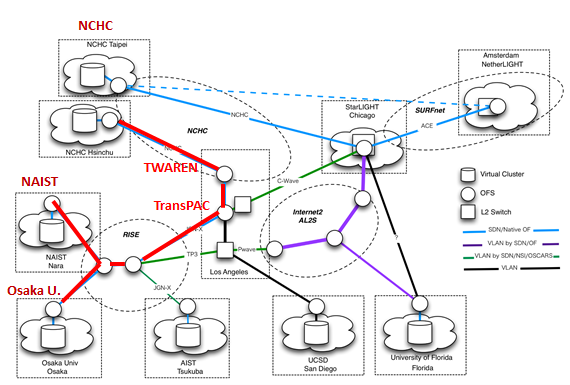 NCHC
NCHC Taipei
Amsterdam
NetherLIGHT
StarLIGHT
Chicago
SURFnet
NCHC
ACE
NCHC
NCHC Hsinchu
TWAREN
C-Wave
Virtual Cluster
OFS
L2 Switch
NAIST
TransPAC
Internet2
AL2S
RISE
NAIST
Nara
TP3
Pwave
Los Angeles
SDN/Native OF
VLAN by SDN/OF
VLAN by SDN/NSI/OSCARS
VLAN
Osaka U.
JGN-X
Osaka Univ
Osaka
AIST
Tsukuba
UCSD
San Diego
University of Florida
Florida